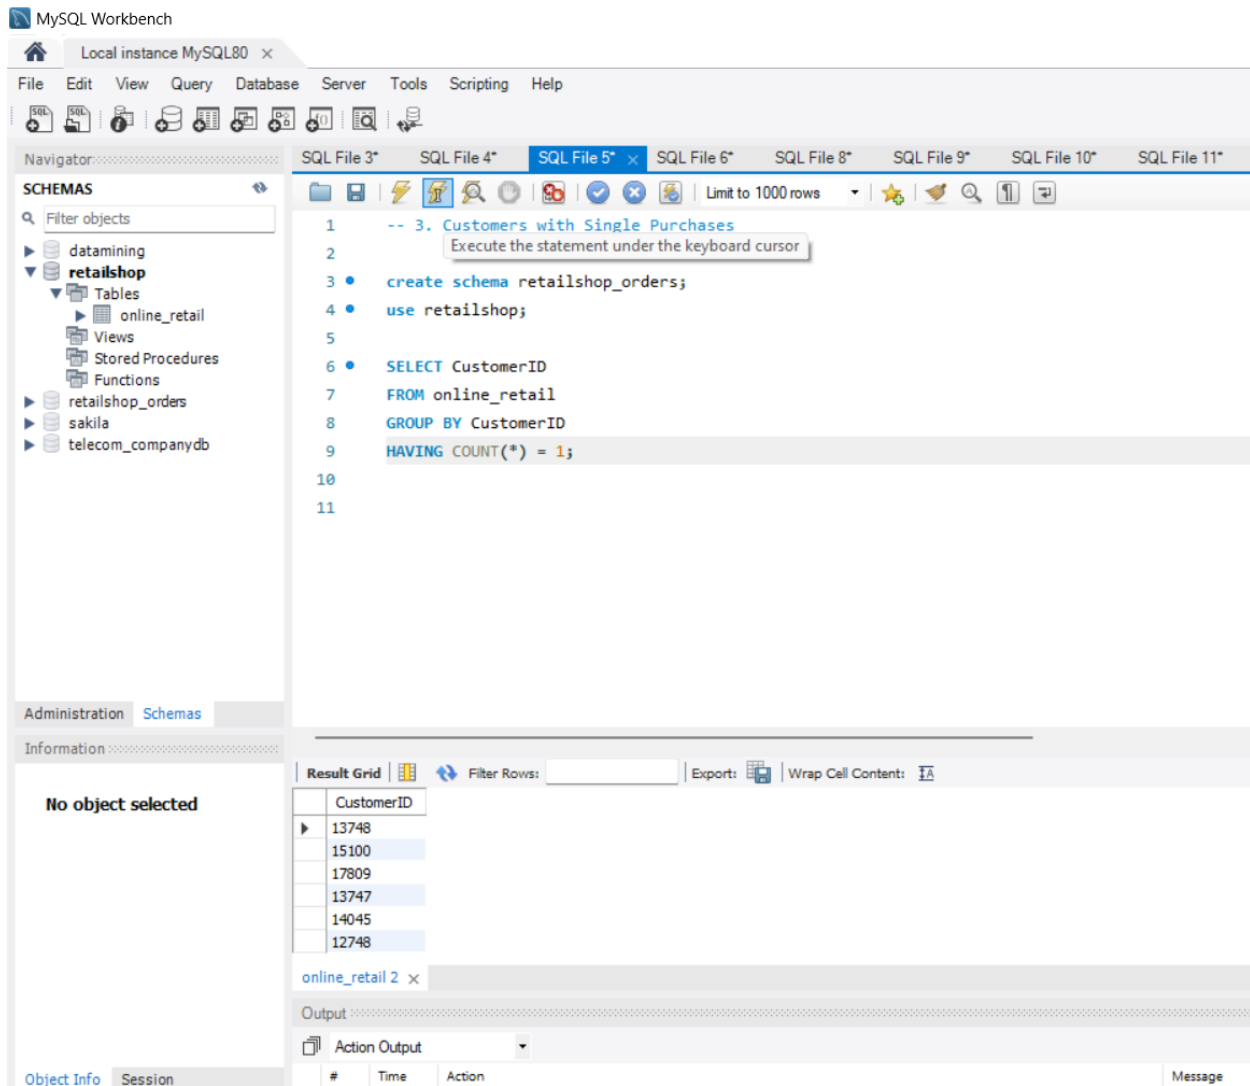 MySQL Workbench
Local instance MySQL80
File Edit View Query Database Server Tools Scripting Help
Navigator
SCHEMAS
Filter objects
datamining
retailshop
Tables
online_retail
Views
Stored Procedures
Functions
retailshop_orders
sakila
telecom_companydb
Administration Schemas
Information
No object selected
Object Info Session
SQL File 3* SQL File 4* SQL File 5* SQL File 6* SQL File 8* SQL File 9* SQL File 10* SQL File 11*
Limit to 1000 rows
1 -- 3. Customers with Single Purchases
Execute the statement under the keyboard cursor
2
3 create schema retailshop_orders;
4 use retailshop;
5
6 SELECT CustomerID
7 FROM online_retail
8 GROUP BY CustomerID
9 HAVING COUNT(*) = 1;
10
11
Result Grid Filter Rows: Export: Wrap Cell Content:
CustomerID
13748
15100
17809
13747
14045
12748
online_retail 2
Output
Action Output
# Time Action Message